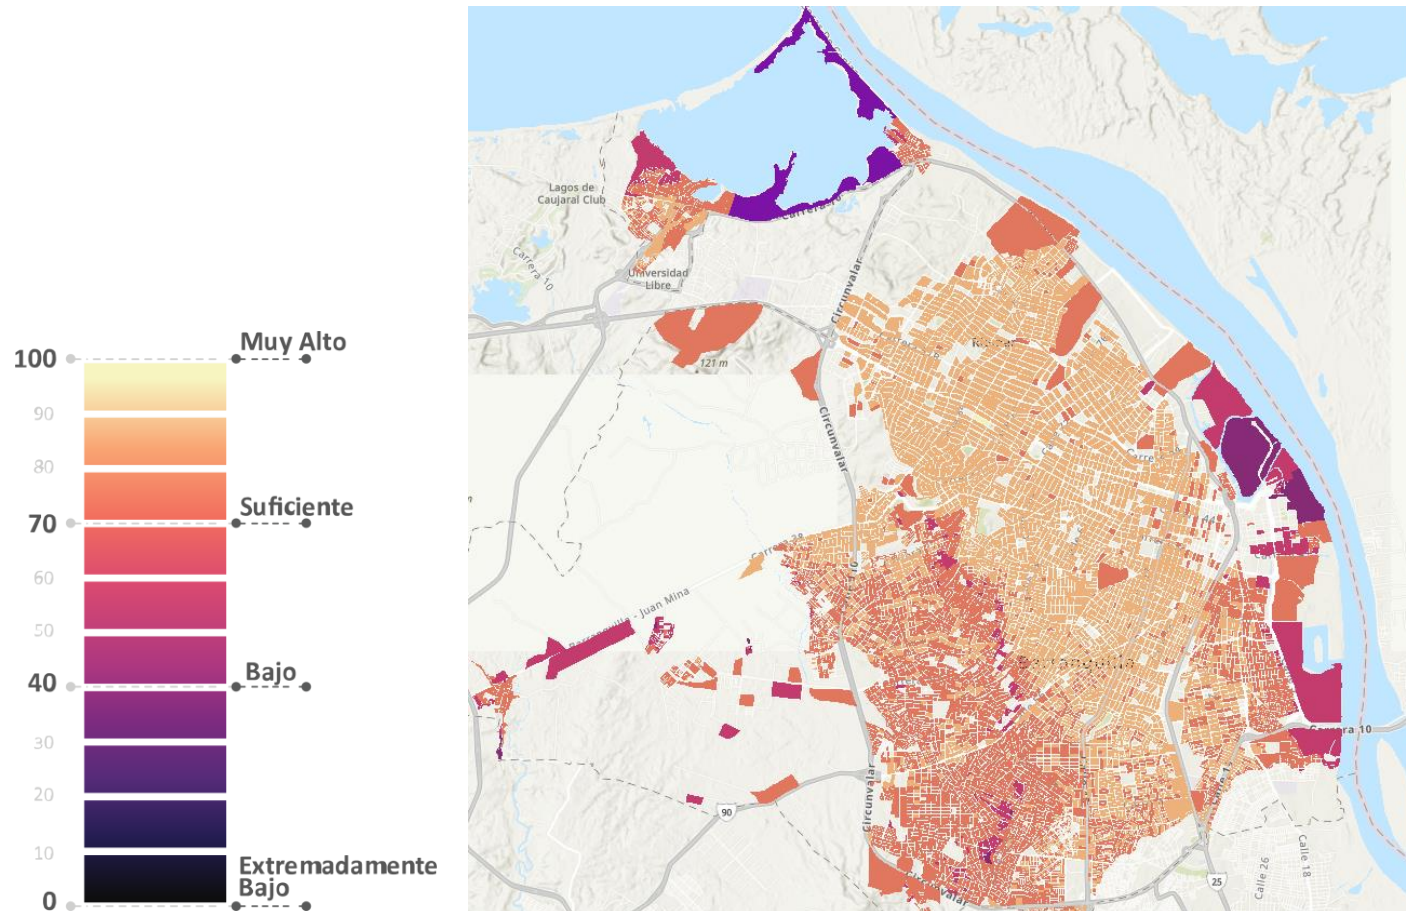 Muy Alto
100
90
80
Suficiente
70
60
50
Bajo
40
30
20
10
Extremadamente
Bajo
0
Lagos de
Caujaral Club
Carrera 10
Universidad
Libre
121 m
Circunvalar
Circunvalar
Circunvalar
Circunvalar
Carrera 38
Barranquilla - Juan Mina
Barranquilla
Carrera 10
90
25
Calle 26
Calle 18